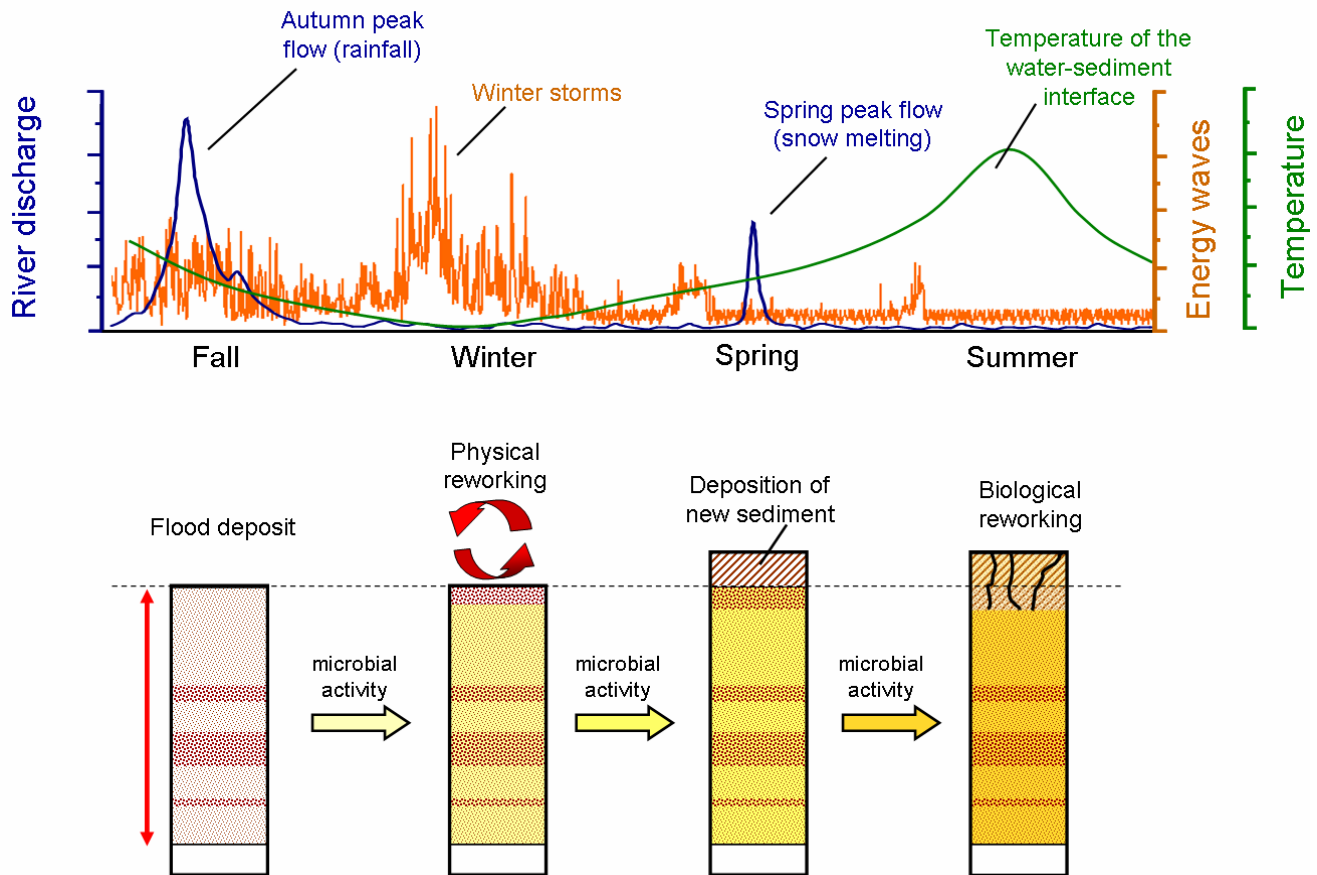 Autumn peak
flow (rainfall)
Winter storms
Temperature of the
water-sediment
interface
Spring peak flow
(snow melting)
River discharge
Energy waves
Temperature
Fall
Winter
Spring
Summer
Physical
reworking
Deposition of
new sediment
Biological
reworking
Flood deposit
microbial
activity
microbial
activity
microbial
activity